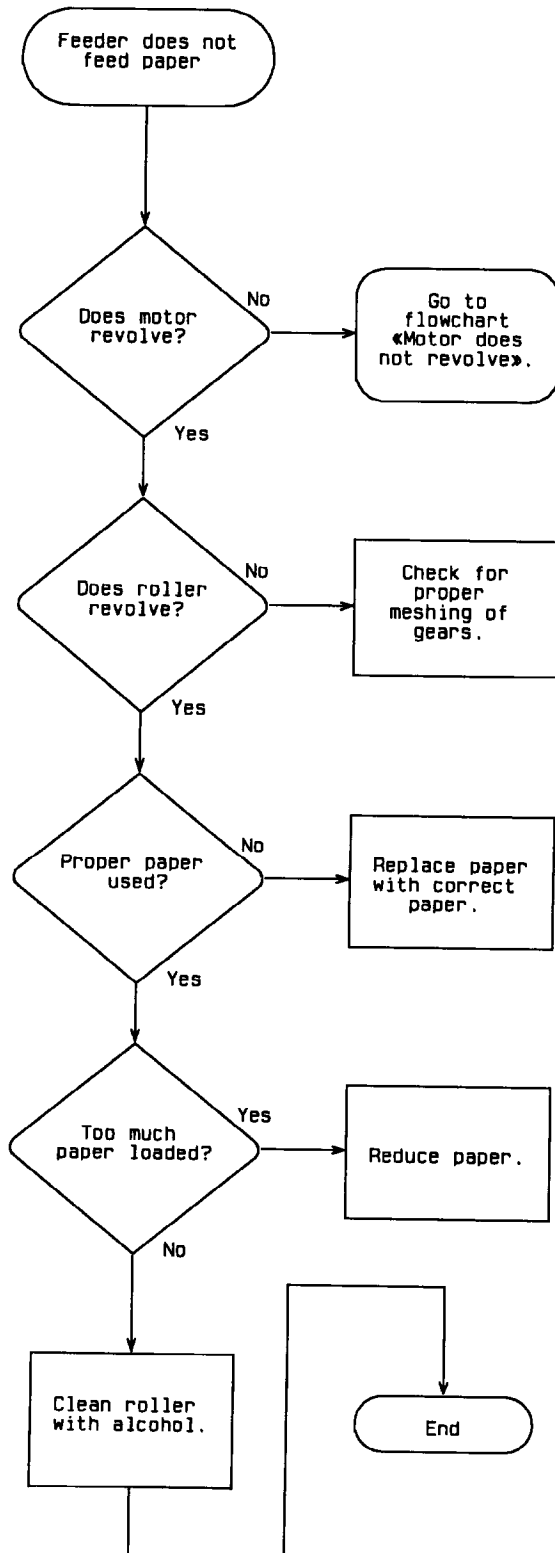 Feeder does not
feed paper
Does motor
revolve?
No
Go to
flowchart
«Motor does
not revolve».
Yes
Does roller
revolve?
No
Check for
proper
meshing of
gears.
Yes
Proper paper
used?
No
Replace paper
with correct
paper.
Yes
Too much
paper loaded?
Yes
Reduce paper.
No
Clean roller
with alcohol.
End